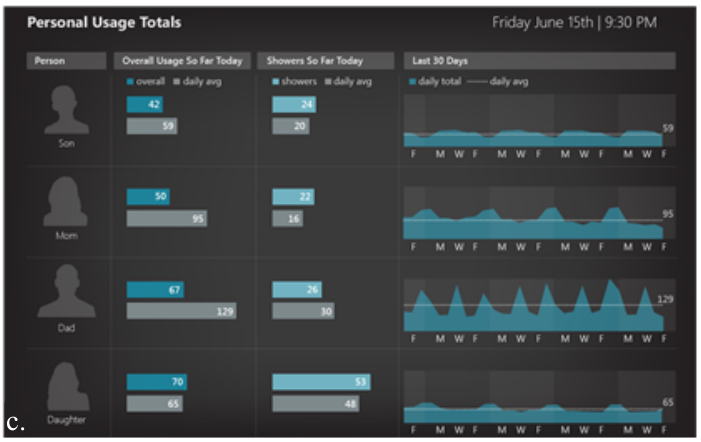 Personal Usage Totals Friday June 15th | 9:30 PM
Person Overall Usage So Far Today Showers So Far Today Last 30 Days
overall daily avg showers daily avg daily total daily avg
42 24
59 20 59
Son F M W F M W F M W F M W F
50 22
95 16 95
Mom F M W F M W F M W F M W F
67 26
129 30 129
Dad F M W F M W F M W F M W F
70 53
65 48 65
Daughter F M W F M W F M W F M W F
c.